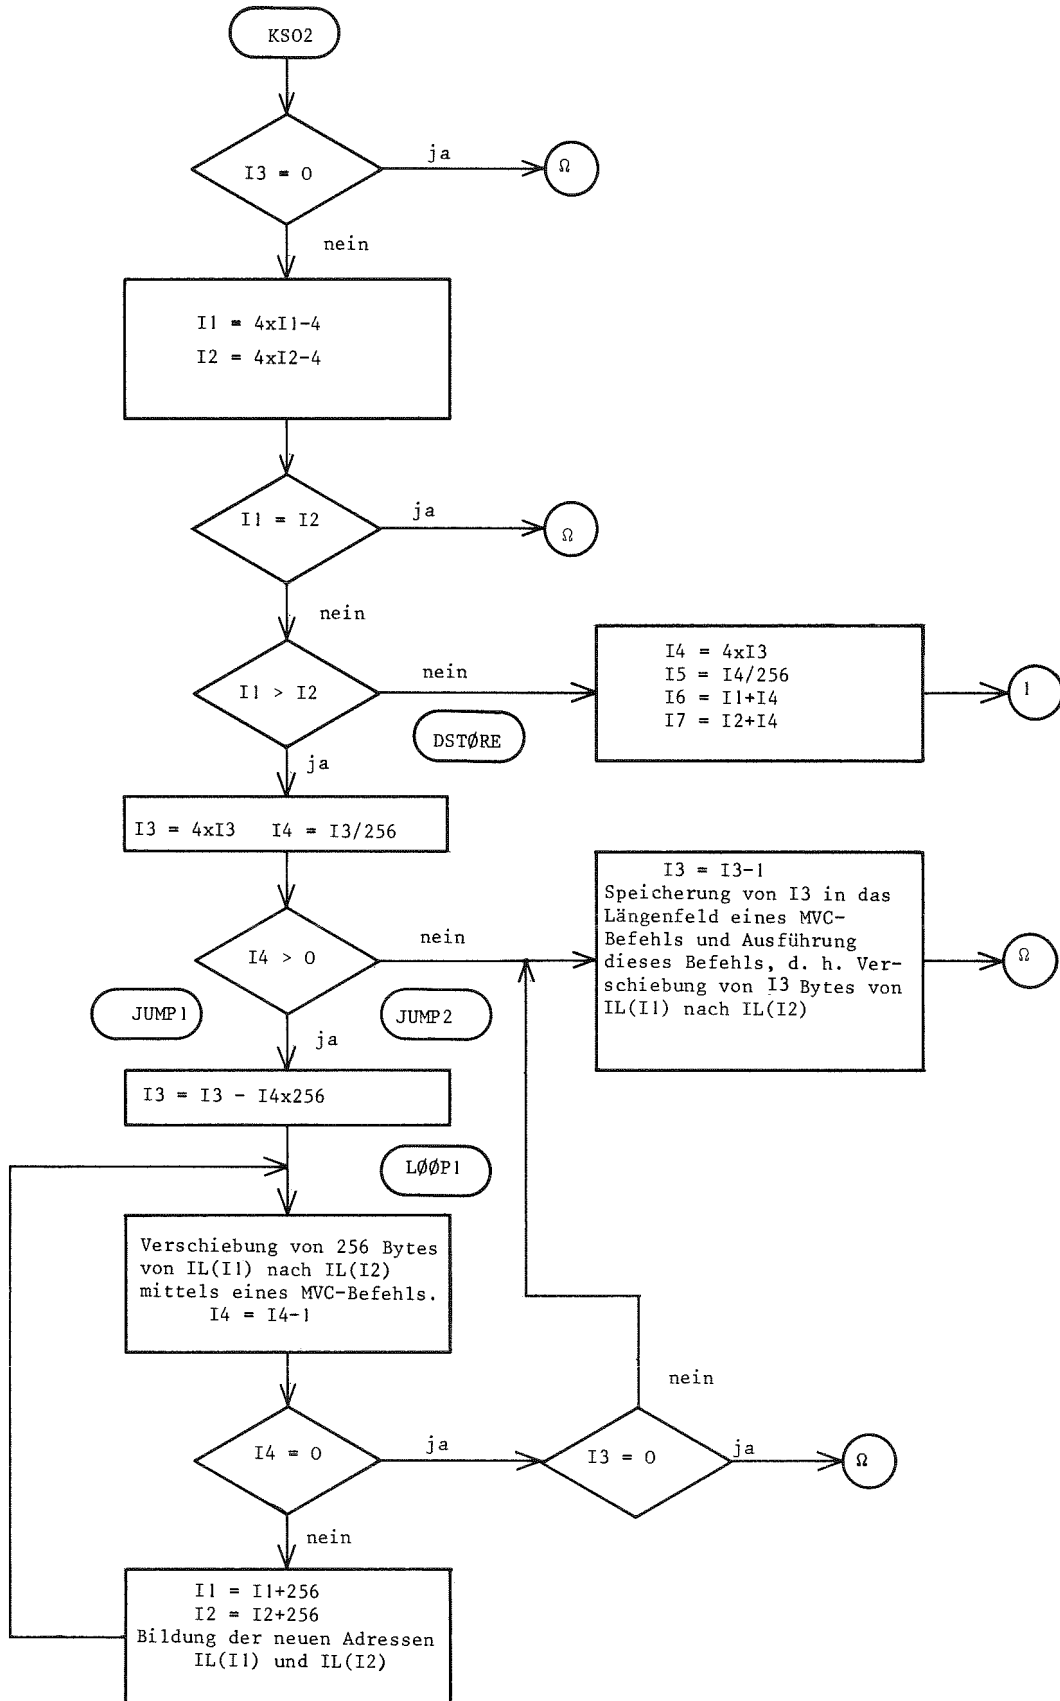 KSO2
I3 = 0
ja
Ω
nein
I1 = 4xI1-4
I2 = 4xI2-4
I1 = I2
ja
Ω
nein
I1 > I2
nein
DSTØRE
I4 = 4xI3
I5 = I4/256
I6 = I1+I4
I7 = I2+I4
1
ja
I3 = 4xI3 I4 = I3/256
I4 > 0
nein
I3 = I3-1
Speicherung von I3 in das
Längenfeld eines MVC-
Befehls und Ausführung
dieses Befehls, d. h. Ver-
schiebung von I3 Bytes von
IL(I1) nach IL(I2)
Ω
JUMP1
JUMP2
ja
I3 = I3 - I4x256
LØØP1
Verschiebung von 256 Bytes
von IL(I1) nach IL(I2)
mittels eines MVC-Befehls.
I4 = I4-1
I4 = 0
ja
nein
I3 = 0
ja
Ω
nein
I1 = I1+256
I2 = I2+256
Bildung der neuen Adressen
IL(I1) und IL(I2)